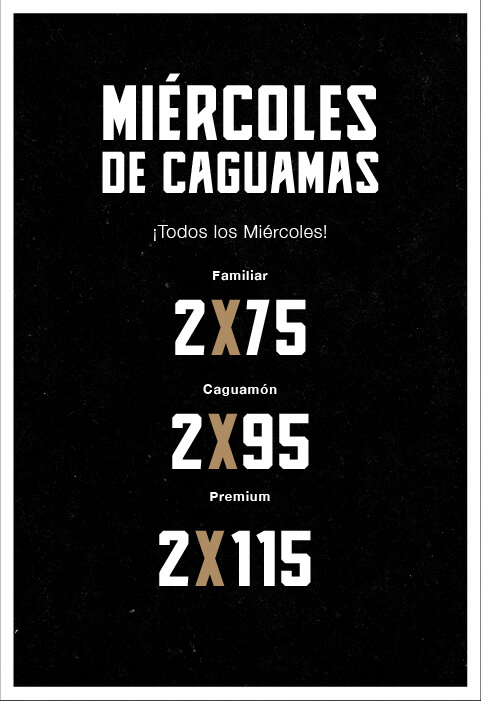 MIÉRCOLES
DE CAGUAMAS
¡Todos los Miércoles!
Familiar
2X75
Caguamón
2X95
Premium
2X115